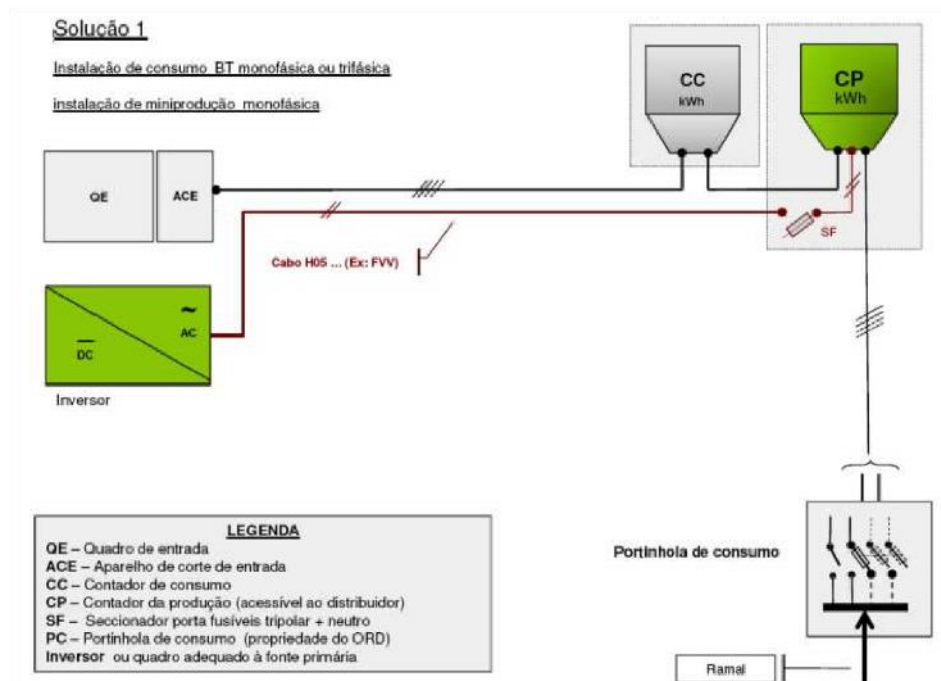 Solução 1
Instalação de consumo BT monofásica ou trifásica
instalação de miniprodução monofásica
CC
kWh
CP
kWh
QE
ACE
SF
Cabo H05 ... (Ex: FVV)
~
AC
DC
Inversor
LEGENDA
QE – Quadro de entrada
ACE – Aparelho de corte de entrada
CC – Contador de consumo
CP – Contador da produção (acessível ao distribuidor)
SF – Seccionador porta fusíveis tripolar + neutro
PC – Portinhola de consumo (propriedade do ORD)
Inversor ou quadro adequado à fonte primária
Portinhola de consumo
Ramal